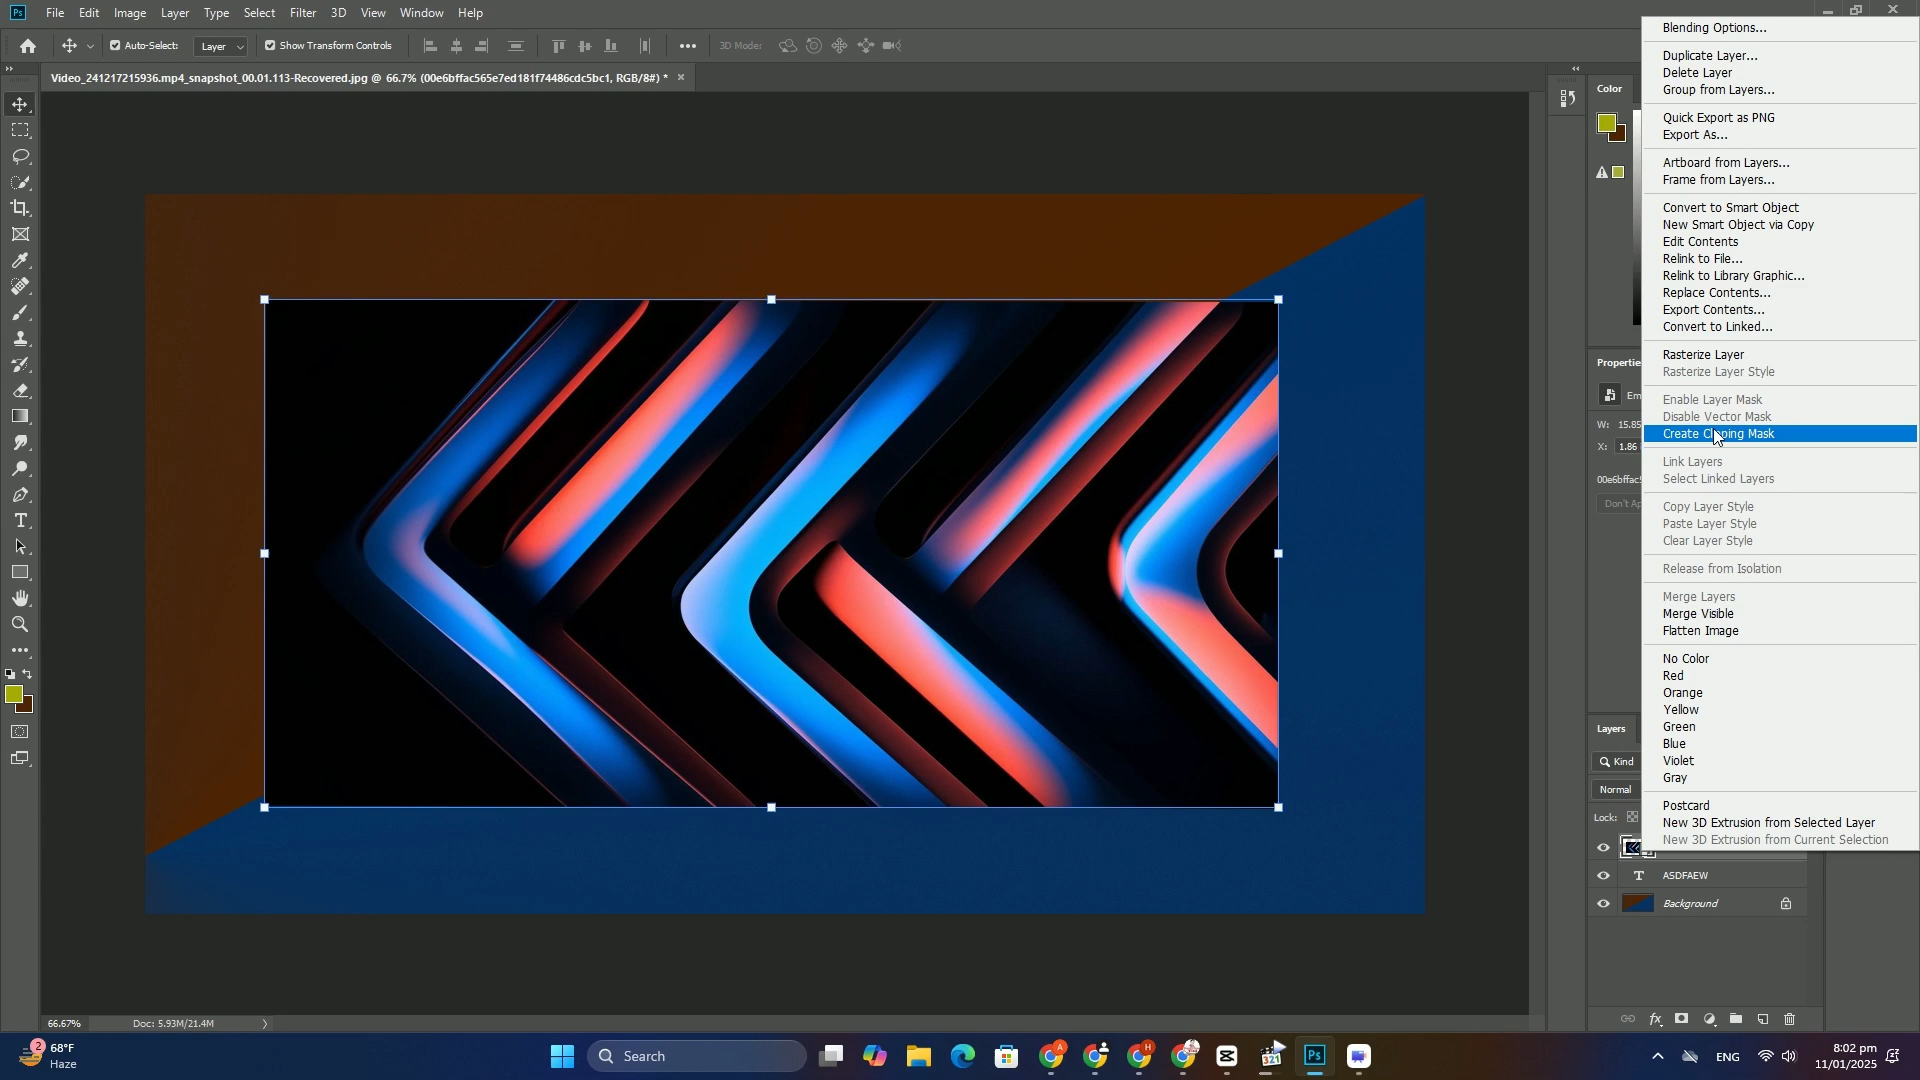 Ps File Edit Image Layer Type Select Filter 3D View Window Help
Auto-Select: Layer Show Transform Controls 3D Mode:
Video_241217215936.mp4_snapshot_00.01.113-Recovered.jpg @ 66.7% (00e6bffac565e7ed181f74486cdc5bc1, RGB/8#) *
Color
Properties
W: 15.85
X: 1.86
00e6bffac5
Don't Ap
Layers
Kind
Normal
Lock:
T ASDFAEW
Background
Blending Options...
Duplicate Layer...
Delete Layer
Group from Layers...
Quick Export as PNG
Export As...
Artboard from Layers...
Frame from Layers...
Convert to Smart Object
New Smart Object via Copy
Edit Contents
Relink to File...
Relink to Library Graphic...
Replace Contents...
Export Contents...
Convert to Linked...
Rasterize Layer
Rasterize Layer Style
Enable Layer Mask
Disable Vector Mask
Create Clipping Mask
Link Layers
Select Linked Layers
Copy Layer Style
Paste Layer Style
Clear Layer Style
Release from Isolation
Merge Layers
Merge Visible
Flatten Image
No Color
Red
Orange
Yellow
Green
Blue
Violet
Gray
Postcard
New 3D Extrusion from Selected Layer
New 3D Extrusion from Current Selection
66.67% Doc: 5.93M/21.4M
2 68°F
Haze
Search
A
H
321
Ps
ENG
8:02 pm
11/01/2025